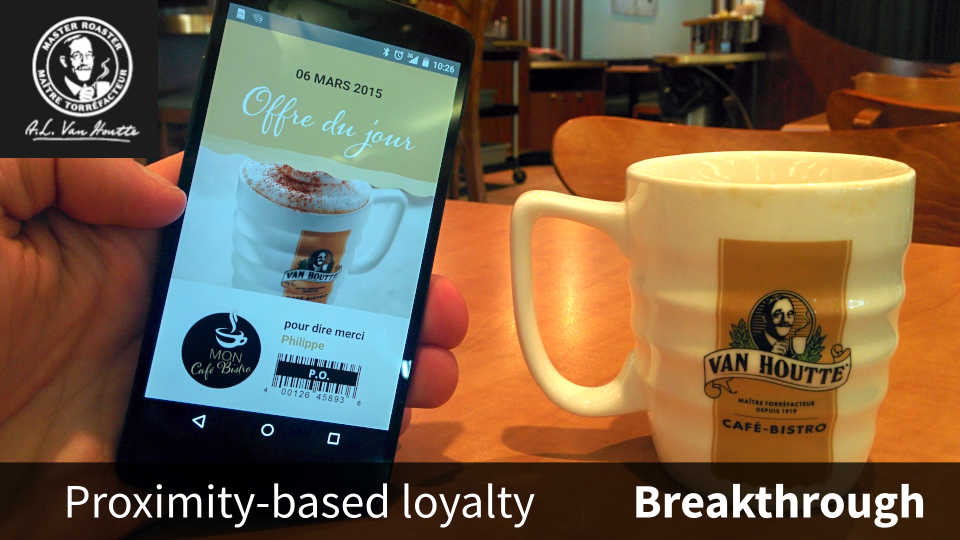 MASTER ROASTER
MAÎTRE TORRÉFACTEUR
A.L. Van Houtte
3G
10:26
06 MARS 2015
Offre du jour
VAN HOUTTE
pour dire merci
Philippe
MON
Café Bistro
P.O.
4 00126 45893 6
VAN HOUTTE
MAÎTRE TORRÉFACTEUR
DEPUIS 1919
CAFÉ-BISTRO
Proximity-based loyalty
Breakthrough